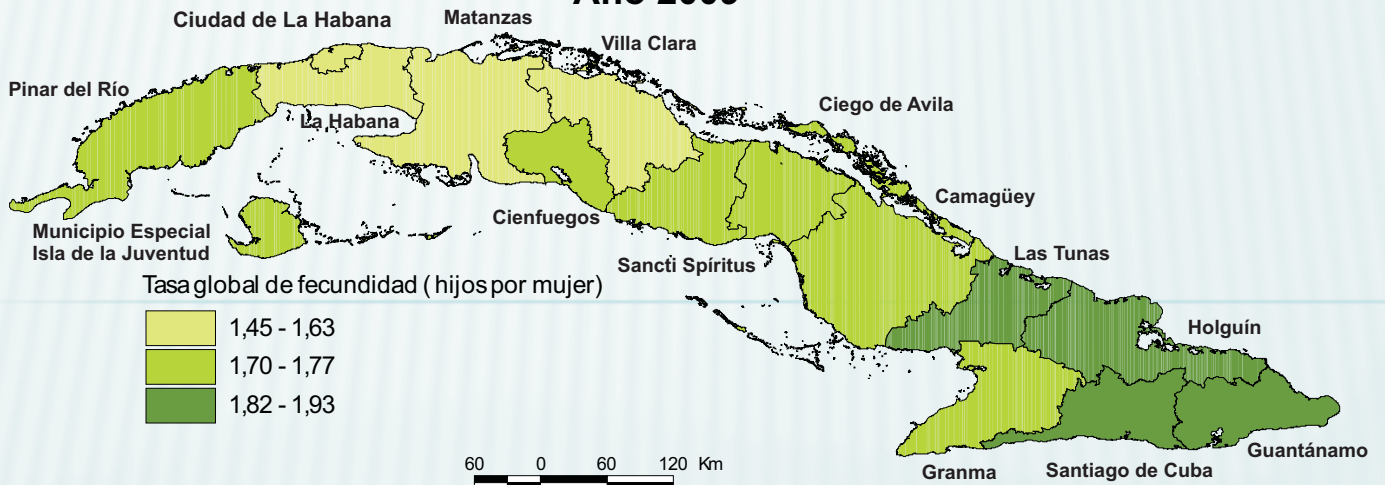 Ciudad de La Habana
Matanzas
Villa Clara
Pinar del Río
La Habana
Ciego de Avila
Camagüey
Cienfuegos
Municipio Especial
Isla de la Juventud
Sancti Spíritus
Las Tunas
Tasa global de fecundidad ( hijos por mujer)
1,45 - 1,63
1,70 - 1,77
1,82 - 1,93
Holguín
Guantánamo
Granma
Santiago de Cuba
60 0 60 120 Km